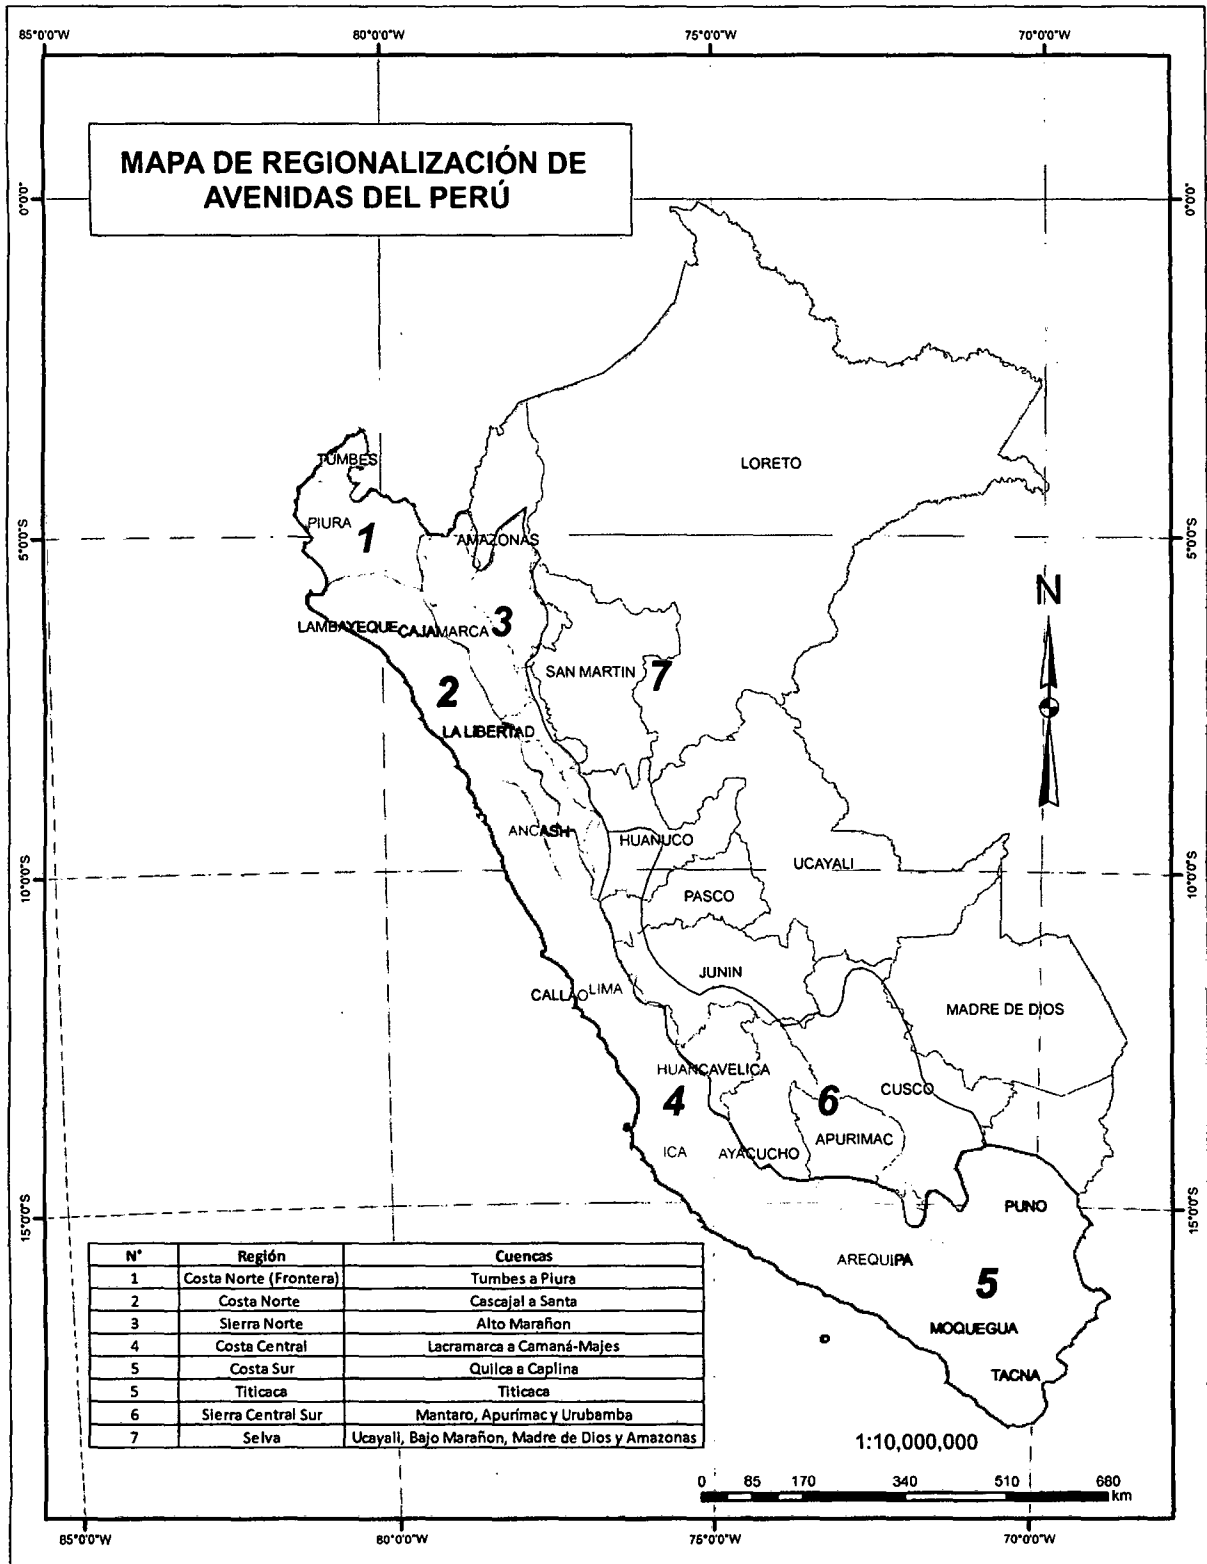 85°0'0"W 80°0'0"W 75°0'0"W 70°0'0"W
MAPA DE REGIONALIZACIÓN DE
AVENIDAS DEL PERÚ
0°0'0" 0°0'0"
TUMBES
LORETO
PIURA
1
AMAZONAS
5°0'0"S 5°0'0"S
N
LAMBAYEQUE CAJAMARCA
3
SAN MARTIN
7
2
LA LIBERTAD
ANCASH
HUANUCO
UCAYALI
10°0'0"S 10°0'0"S
PASCO
JUNIN
CALLAO LIMA
MADRE DE DIOS
HUANCAVELICA
CUSCO
4
6
APURIMAC
ICA
AYACUCHO
PUNO
15°0'0"S 15°0'0"S
AREQUIPA
5
MOQUEGUA
TACNA
N° Región Cuencas
1 Costa Norte (Frontera) Tumbes a Piura
2 Costa Norte Cascajal a Santa
3 Sierra Norte Alto Marañon
4 Costa Central Lacramarca a Camaná-Majes
5 Costa Sur Quilca a Caplina
5 Titicaca Titicaca
6 Sierra Central Sur Mantaro, Apurímac y Urubamba
7 Selva Ucayali, Bajo Marañon, Madre de Dios y Amazonas
1:10,000,000
0 85 170 340 510 680
km
85°0'0"W 80°0'0"W 75°0'0"W 70°0'0"W